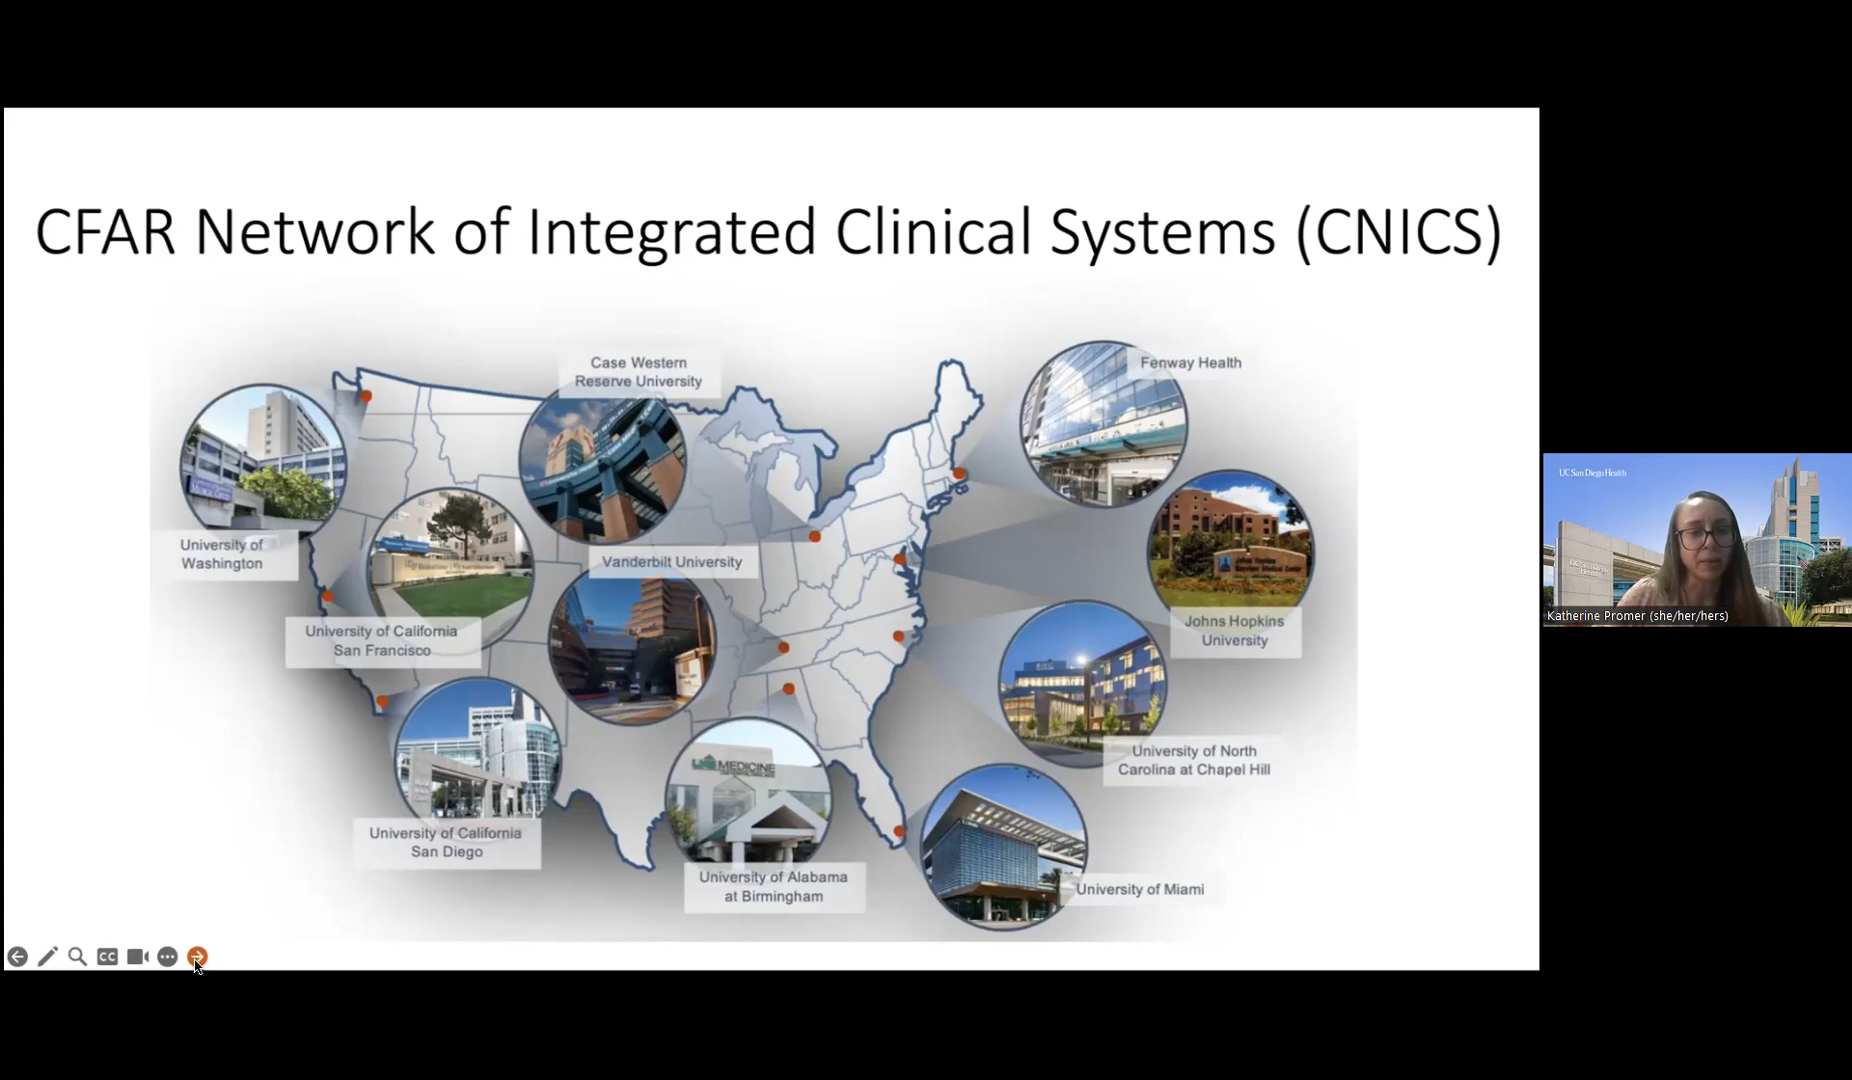 CFAR Network of Integrated Clinical Systems (CNICS)
Case Western
Reserve University
Fenway Health
University of
Washington
Vanderbilt University
University of California
San Francisco
Johns Hopkins
University
University of North
Carolina at Chapel Hill
University of California
San Diego
UAB MEDICINE
University of Alabama
at Birmingham
University of Miami
CC
UC San Diego Health
Katherine Promer (she/her/hers)